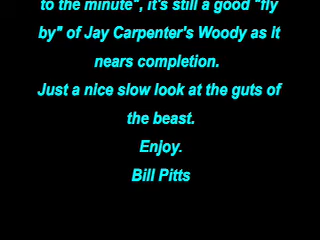 to the minute", it's still a good "fly
by" of Jay Carpenter's Woody as It
nears completion.
Just a nice slow look at the guts of
the beast.
Enjoy.
Bill Pitts